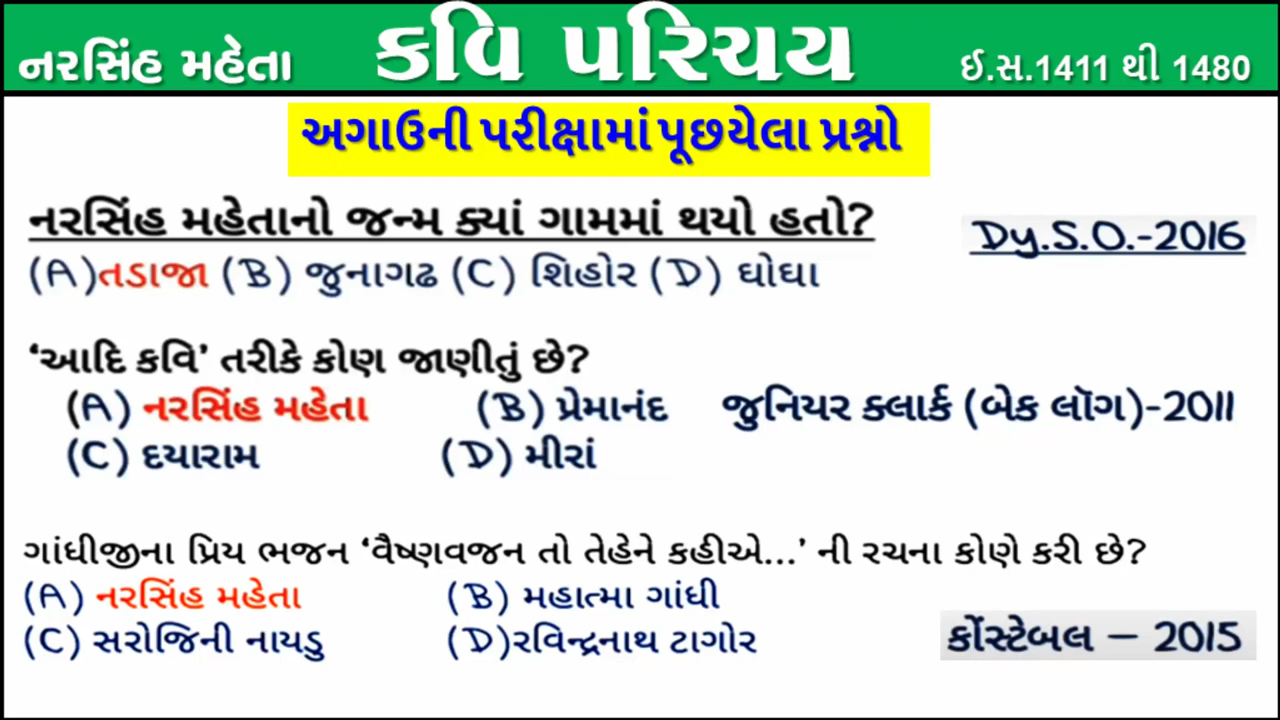 નરસિંહ મહેતા કવિ પરિચય ઈ.સ.1411 થી 1480
અગાઉની પરીક્ષામાં પૂછયેલા પ્રશ્નો
નરસિંહ મહેતાનો જન્મ ક્યાં ગામમાં થયો હતો? Dy.S.O.-2016
(A)તડાજા (B) જુનાગઢ (C) શિહોર (D) ઘોઘા
‘આદિ કવિ’ તરીકે કોણ જાણીતું છે?
(A) નરસિંહ મહેતા (B) પ્રેમાનંદ જુનિયર ક્લાર્ક (બેક લૉગ)-2011
(C) દયારામ (D) મીરાં
ગાંધીજીના પ્રિય ભજન ‘વૈષ્ણવજન તો તેહેને કહીએ...’ ની રચના કોણે કરી છે?
(A) નરસિંહ મહેતા (B) મહાત્મા ગાંધી
(C) સરોજિની નાયડુ (D)રવિન્દ્રનાથ ટાગોર કોંસ્ટેબલ – 2015